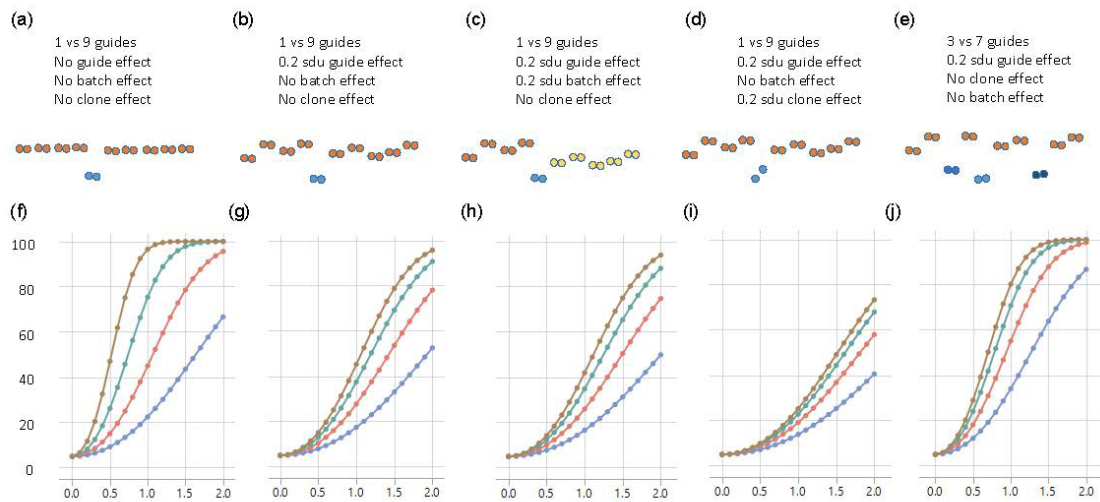 (a)
1 vs 9 guides
No guide effect
No batch effect
No clone effect
(b)
1 vs 9 guides
0.2 sdu guide effect
No batch effect
No clone effect
(c)
1 vs 9 guides
0.2 sdu guide effect
0.2 sdu batch effect
No clone effect
(d)
1 vs 9 guides
0.2 sdu guide effect
No batch effect
0.2 sdu clone effect
(e)
3 vs 7 guides
0.2 sdu guide effect
No clone effect
No batch effect
(f)
(g)
(h)
(i)
(j)
100
80
60
40
20
0
0.0 0.5 1.0 1.5 2.0
0.0 0.5 1.0 1.5 2.0
0.0 0.5 1.0 1.5 2.0
0.0 0.5 1.0 1.5 2.0
0.0 0.5 1.0 1.5 2.0